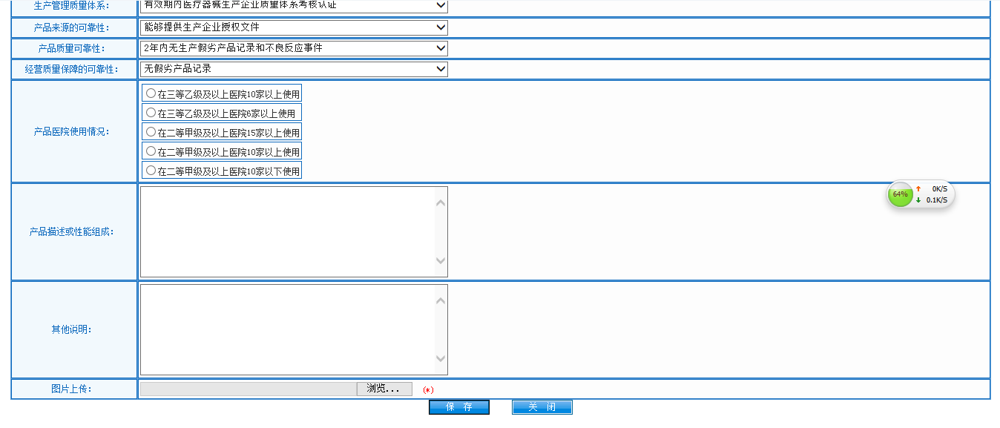 生产管理质量体系：
有效期内医疗器械生产企业质量体系考核认证
产品来源的可靠性：
能够提供生产企业授权文件
产品质量可靠性：
2年内无生产假劣产品记录和不良反应事件
经营质量保障的可靠性：
无假劣产品记录
产品医院使用情况：
在三等乙级及以上医院10家以上使用
在三等乙级及以上医院6家以上使用
在二等甲级及以上医院15家以上使用
在二等甲级及以上医院10家以上使用
在二等甲级及以上医院10家以下使用
64%
0K/S
0.1K/S
产品描述或性能组成：
其他说明：
图片上传：
浏览...
(*)
保 存
关 闭